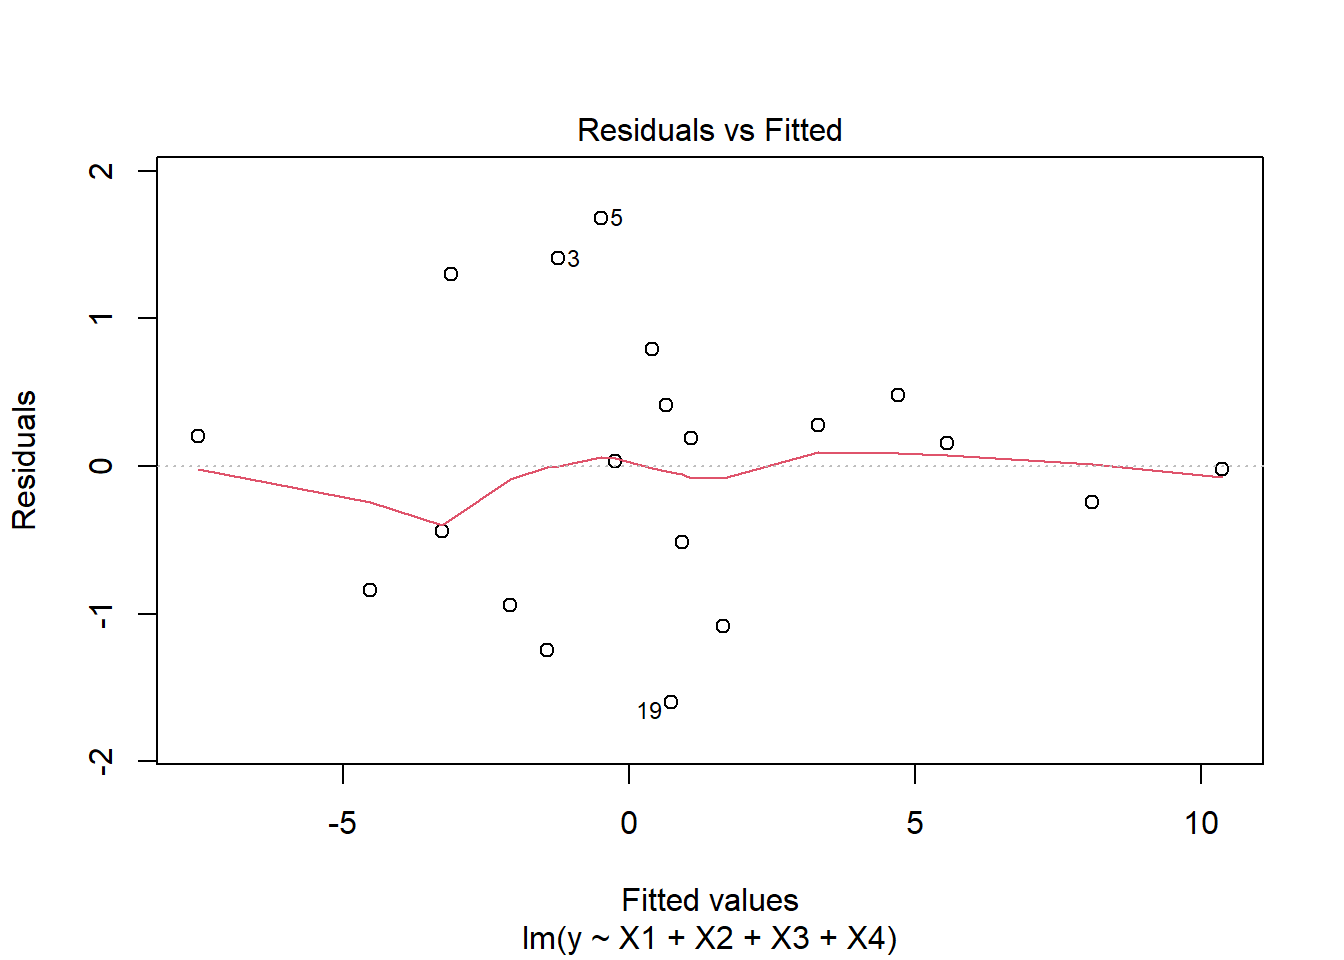 Residuals vs Fitted
Residuals
2
1
0
-1
-2
5
3
19
-5 0 5 10
Fitted values
lm(y ~ X1 + X2 + X3 + X4)